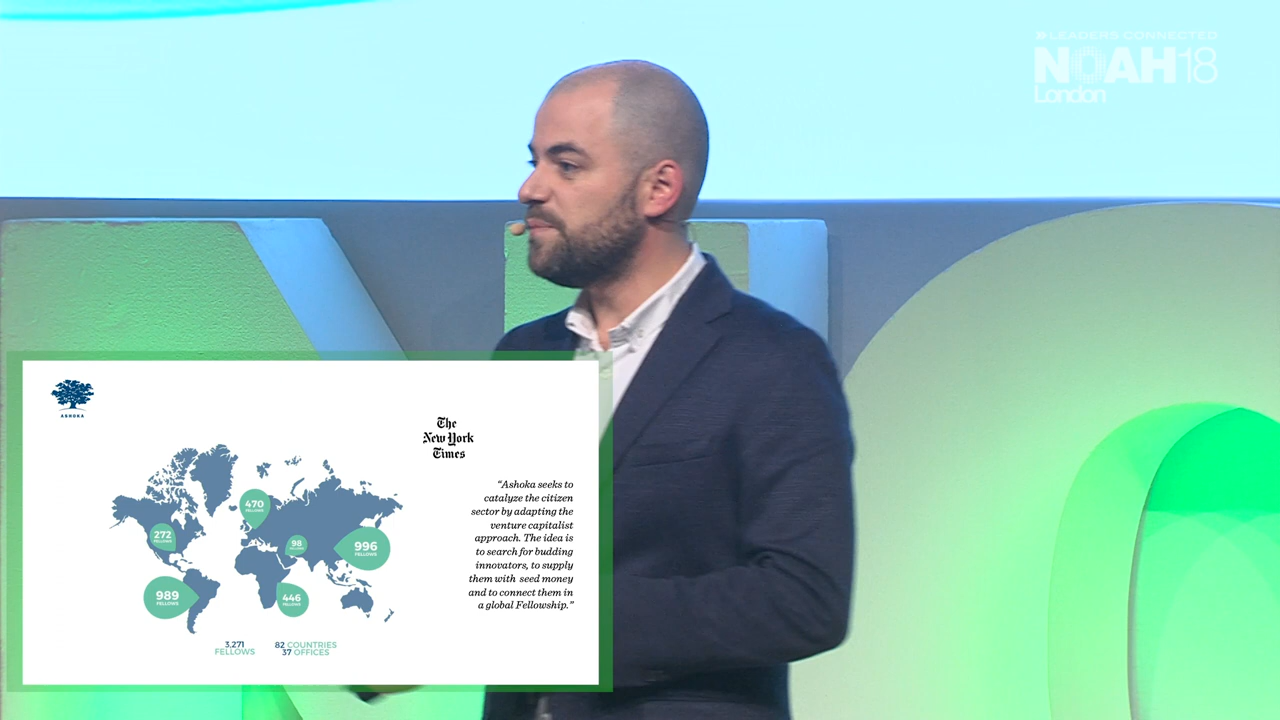 LEADERS CONNECTED
NOAH18
London
ASHOKA
The
New York
Times
"Ashoka seeks to
catalyze the citizen
sector by adapting the
venture capitalist
approach. The idea is
to search for budding
innovators, to supply
them with seed money
and to connect them in
a global Fellowship."
470
FELLOWS
272
FELLOWS
98
FELLOWS
996
FELLOWS
989
FELLOWS
446
FELLOWS
3,271
FELLOWS
82 COUNTRIES
37 OFFICES